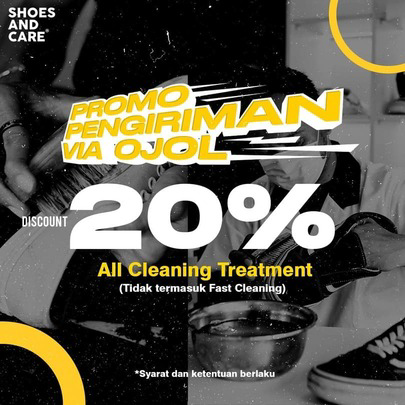 SHOES
AND
CARE®
PROMO
PENGIRIMAN
VIA OJOL
DISCOUNT 20%
All Cleaning Treatment
(Tidak termasuk Fast Cleaning)
*Syarat dan ketentuan berlaku